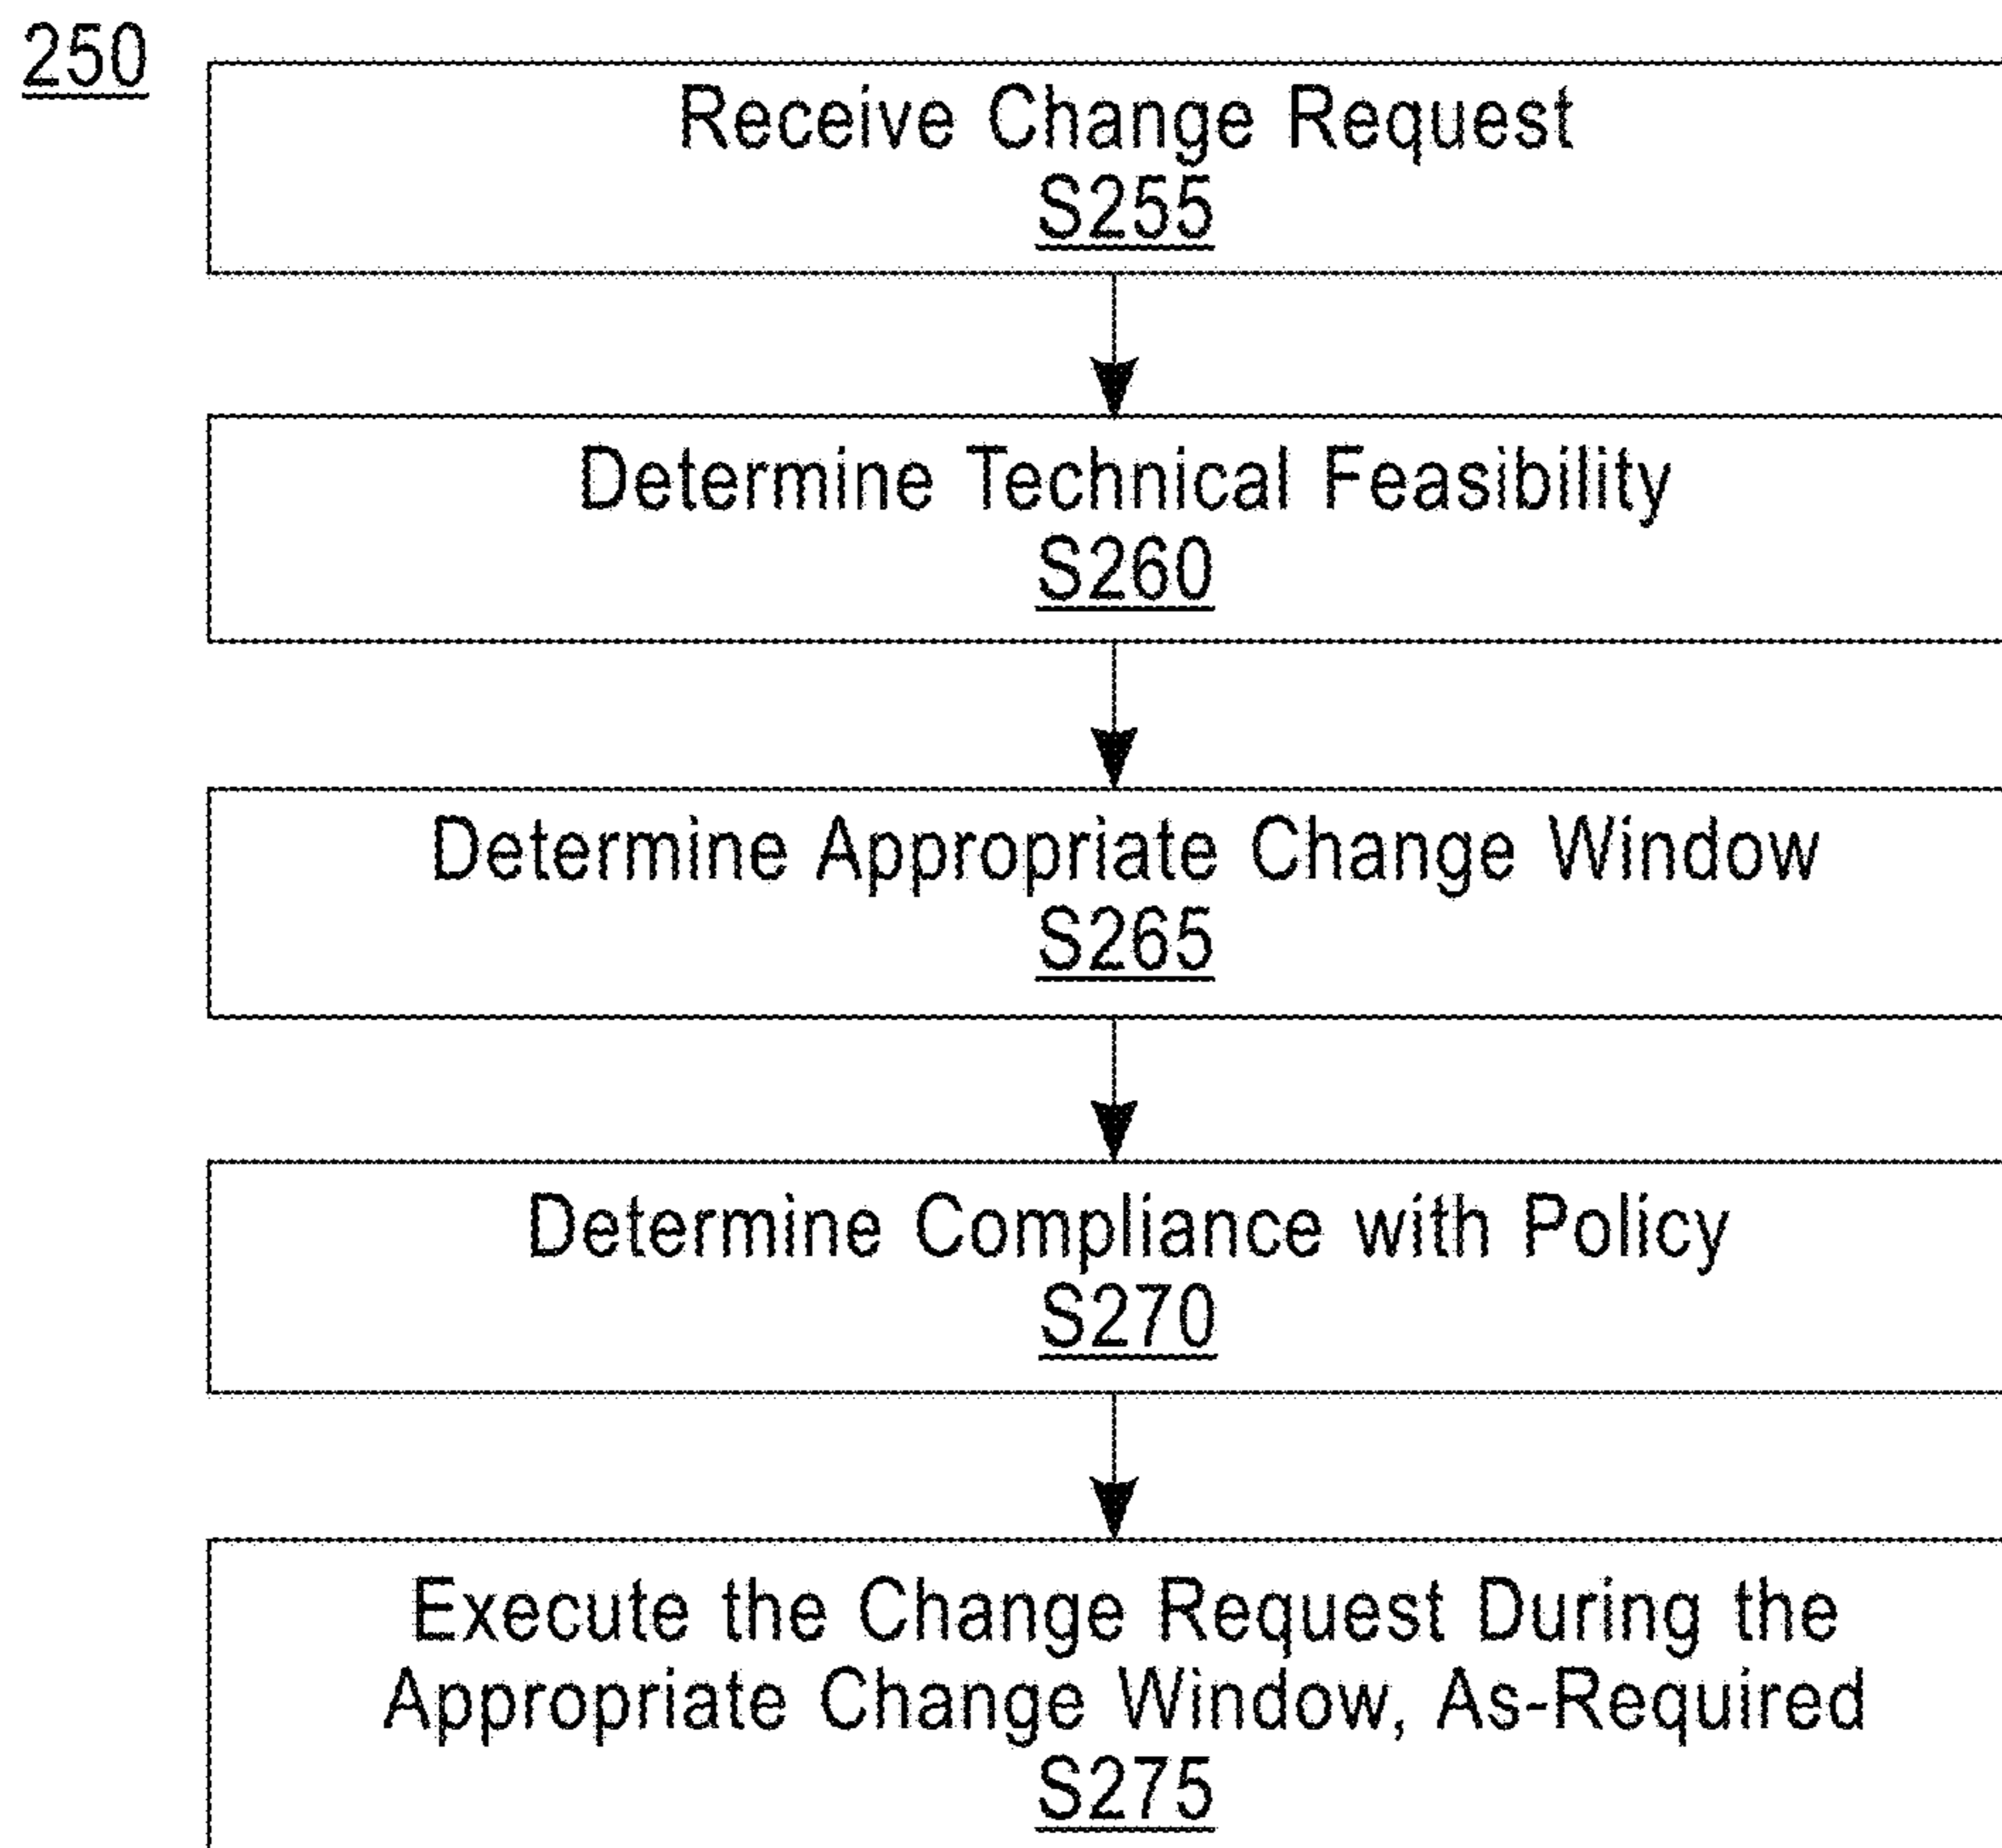 250
Receive Change Request
S255
Determine Technical Feasibility
S260
Determine Appropriate Change Window
S265
Determine Compliance with Policy
S270
Execute the Change Request During the
Appropriate Change Window, As-Required
S275